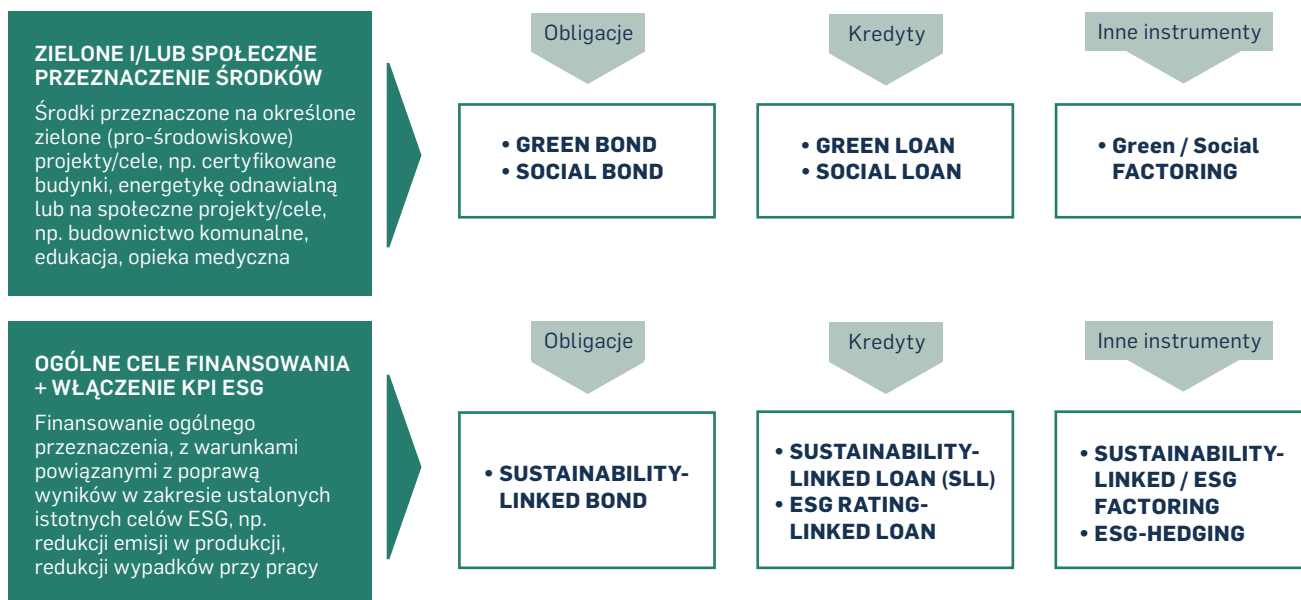 ZIELONE I/LUB SPOŁECZNE
PRZEZNACZENIE ŚRODKÓW
Środki przeznaczone na określone
zielone (pro-środowiskowe)
projekty/cele, np. certyfikowane
budynki, energetykę odnawialną
lub na społeczne projekty/cele,
np. budownictwo komunalne,
edukacja, opieka medyczna
Obligacje
• GREEN BOND
• SOCIAL BOND
Kredyty
• GREEN LOAN
• SOCIAL LOAN
Inne instrumenty
• Green / Social
FACTORING
OGÓLNE CELE FINANSOWANIA
+ WŁĄCZENIE KPI ESG
Finansowanie ogólnego
przeznaczenia, z warunkami
powiązanymi z poprawą
wyników w zakresie ustalonych
istotnych celów ESG, np.
redukcji emisji w produkcji,
redukcji wypadków przy pracy
Obligacje
• SUSTAINABILITY-
LINKED BOND
Kredyty
• SUSTAINABILITY-
LINKED LOAN (SLL)
• ESG RATING-
LINKED LOAN
Inne instrumenty
• SUSTAINABILITY-
LINKED / ESG
FACTORING
• ESG-HEDGING